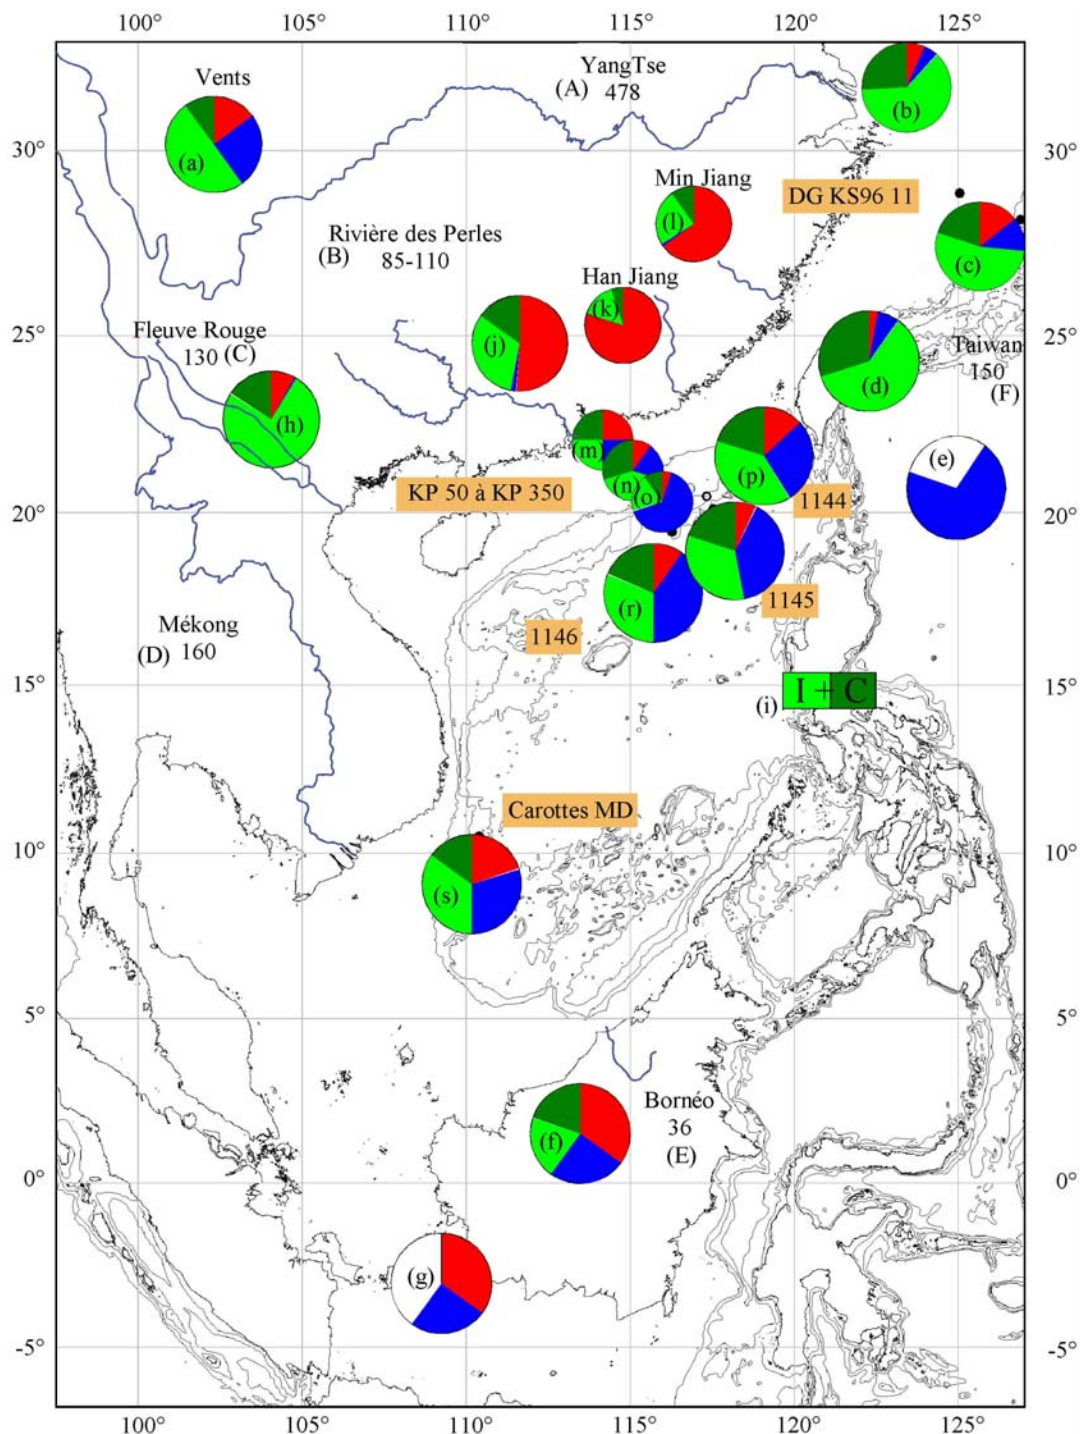 100° 105° 110° 115° 120° 125°
YangTse
(A) 478
Vents
(b)
(a)
30° 30°
Min Jiang
DG KS96 11
(l)
Rivière des Perles
(B) 85-110
(c)
Han Jiang
(k)
Fleuve Rouge
130 (C)
25° 25°
(j)
Taiwan
150
(F)
(d)
(h)
(m)
(p)
(e)
(n)
(o)
KP 50 à KP 350
1144
20° 20°
(r)
1145
Mékong
(D) 160
1146
15° 15°
(i) I + C
Carottes MD
10° 10°
(s)
5° 5°
Bornéo
36
(E)
(f)
0° 0°
(g)
-5° -5°
100° 105° 110° 115° 120° 125°